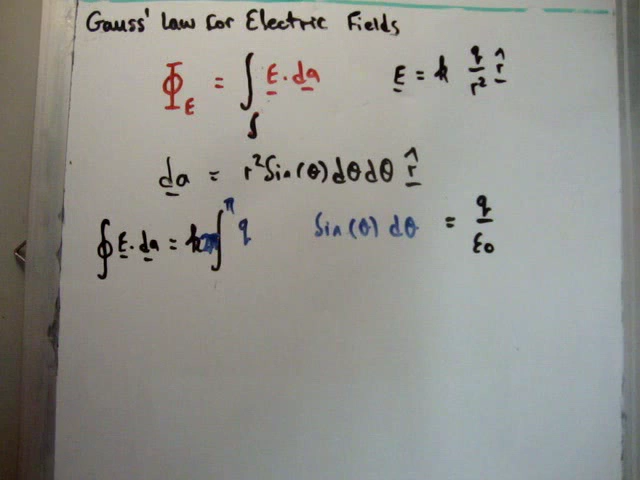 Gauss' Law for Electric Fields
Φ_E = ∫_S E · da    E = k q/r² r̂
da = r² Sin(θ) dθ dθ r̂
∮ E · da = k ∫^π q    Sin(θ) dθ = q/ε0